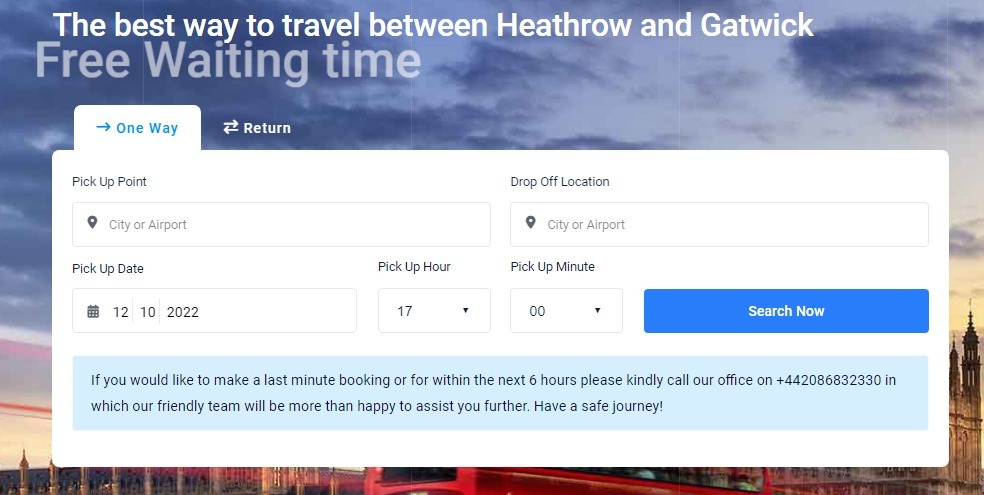 The best way to travel between Heathrow and Gatwick
Free Waiting time
One Way
Return
Pick Up Point
Drop Off Location
City or Airport
City or Airport
Pick Up Date
Pick Up Hour
Pick Up Minute
12 10 2022
17
00
Search Now
If you would like to make a last minute booking or for within the next 6 hours please kindly call our office on +442086832330 in
which our friendly team will be more than happy to assist you further. Have a safe journey!